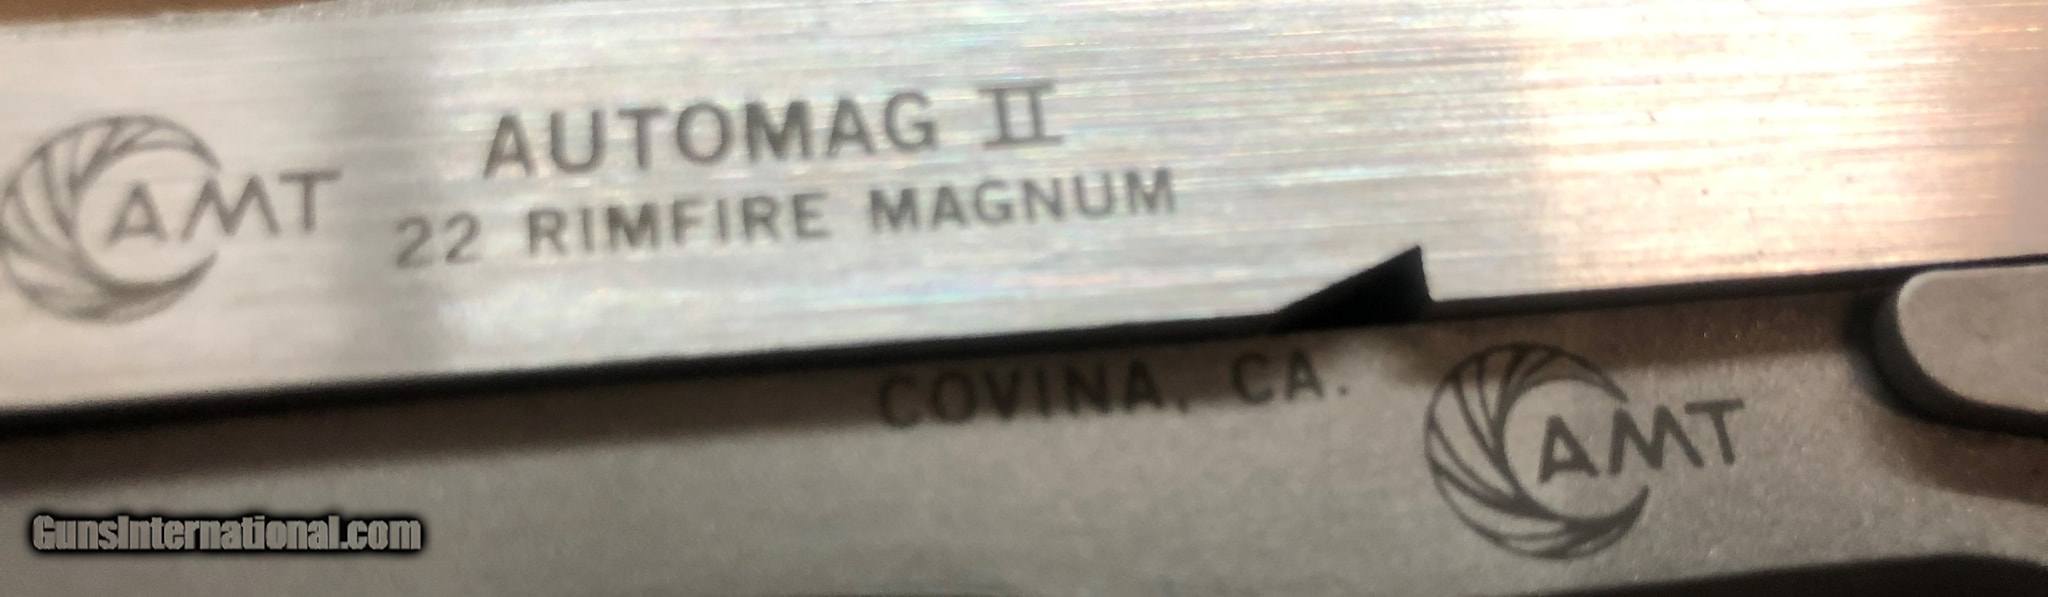 AMT
AUTOMAG II
22 RIMFIRE MAGNUM
COVINA, CA.
AMT
GunsInternational.com